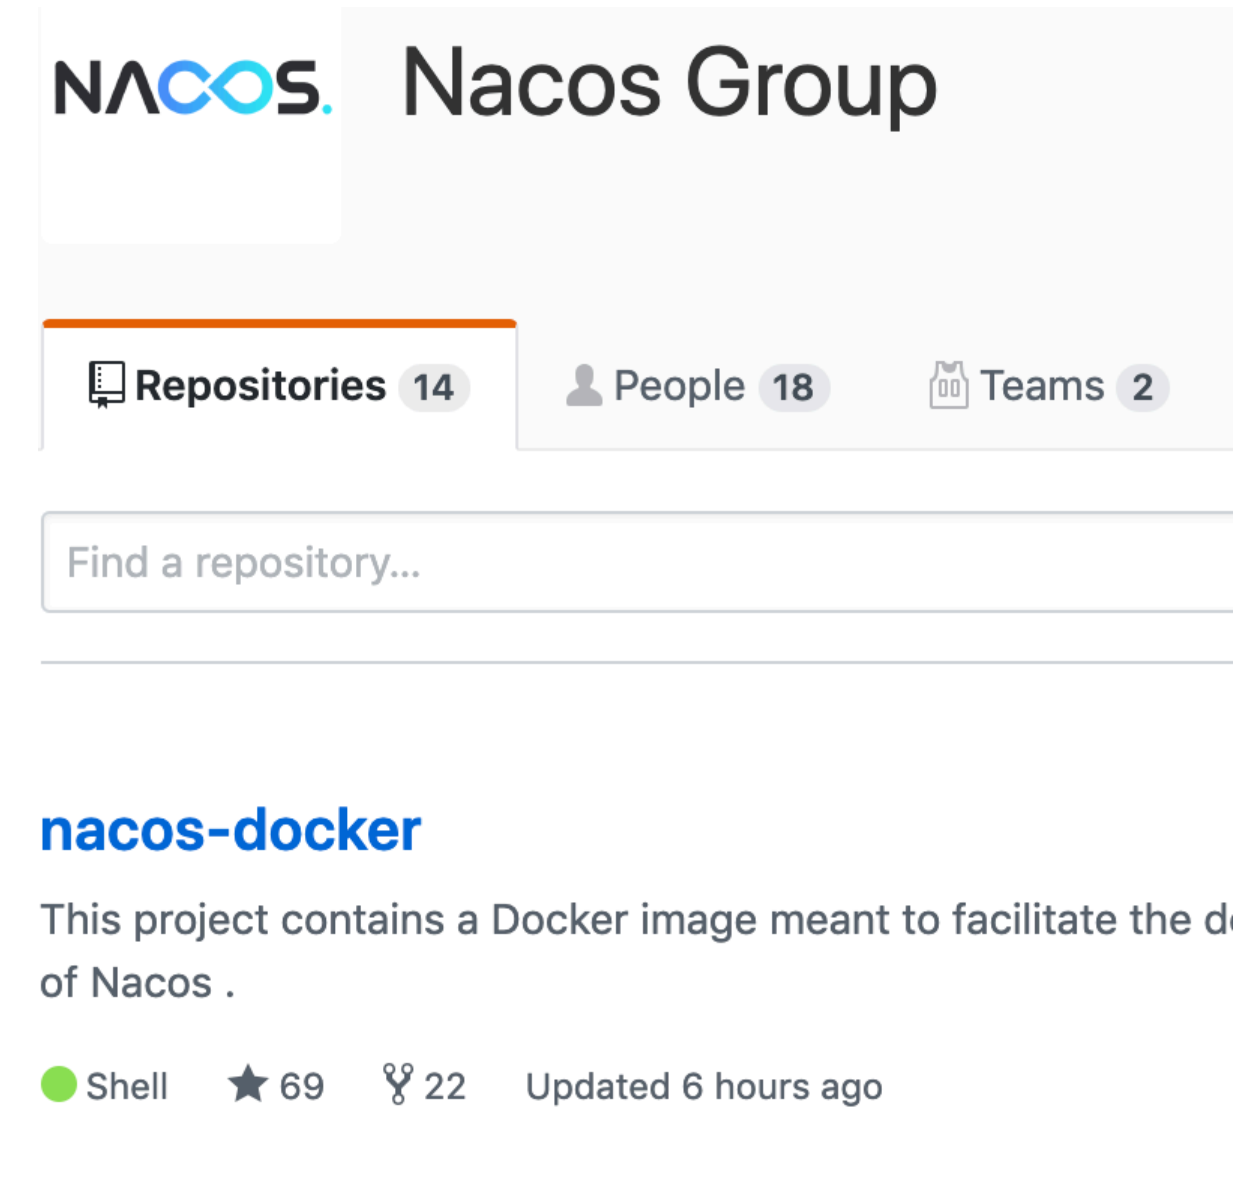 NACOS.
Nacos Group
Repositories 14 People 18 Teams 2
Find a repository...
nacos-docker
This project contains a Docker image meant to facilitate the
of Nacos .
Shell 69 22 Updated 6 hours ago